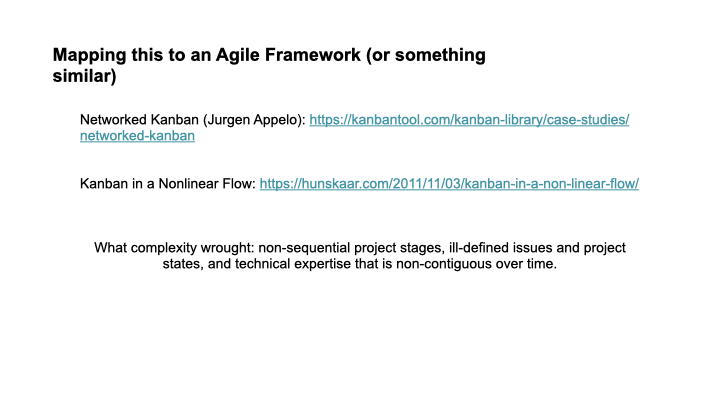 Mapping this to an Agile Framework (or something
similar)
Networked Kanban (Jurgen Appelo): https://kanbantool.com/kanban-library/case-studies/
networked-kanban
Kanban in a Nonlinear Flow: https://hunskaar.com/2011/11/03/kanban-in-a-non-linear-flow/
What complexity wrought: non-sequential project stages, ill-defined issues and project
states, and technical expertise that is non-contiguous over time.